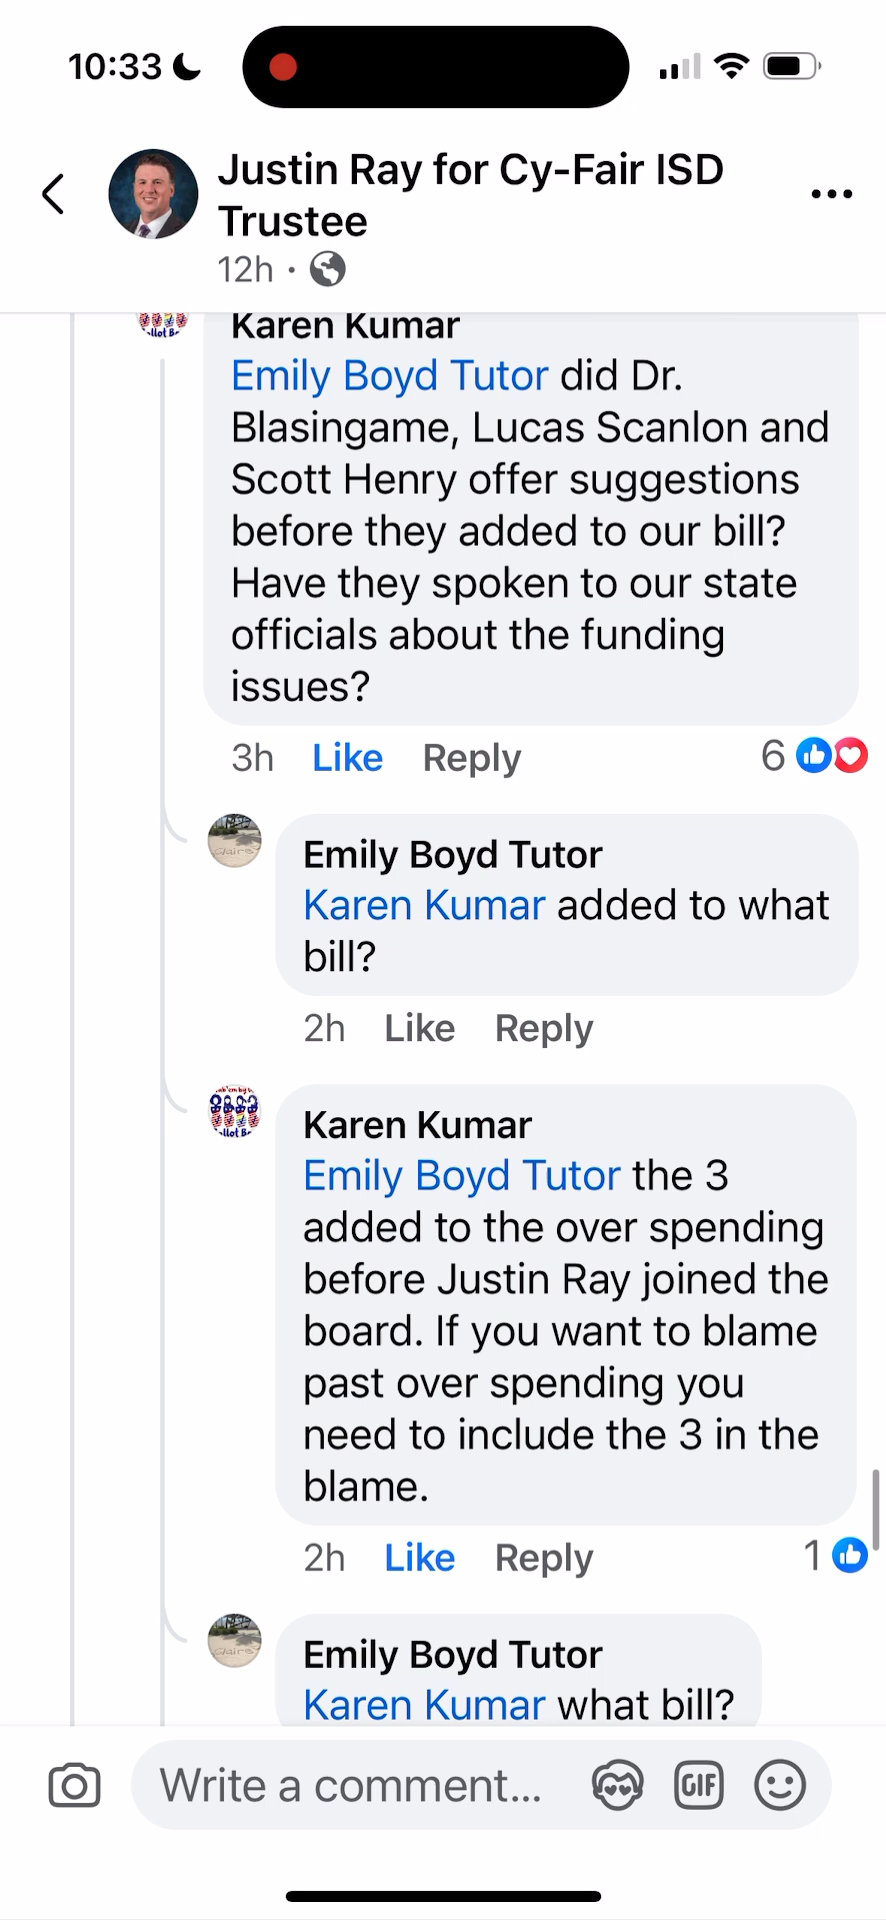 10:33
Justin Ray for Cy-Fair ISD
Trustee
12h ·
Karen Kumar
Emily Boyd Tutor did Dr.
Blasingame, Lucas Scanlon and
Scott Henry offer suggestions
before they added to our bill?
Have they spoken to our state
officials about the funding
issues?
3h Like Reply 6
Emily Boyd Tutor
Karen Kumar added to what
bill?
2h Like Reply
Karen Kumar
Emily Boyd Tutor the 3
added to the over spending
before Justin Ray joined the
board. If you want to blame
past over spending you
need to include the 3 in the
blame.
2h Like Reply 1
Emily Boyd Tutor
Karen Kumar what bill?
Write a comment... GIF